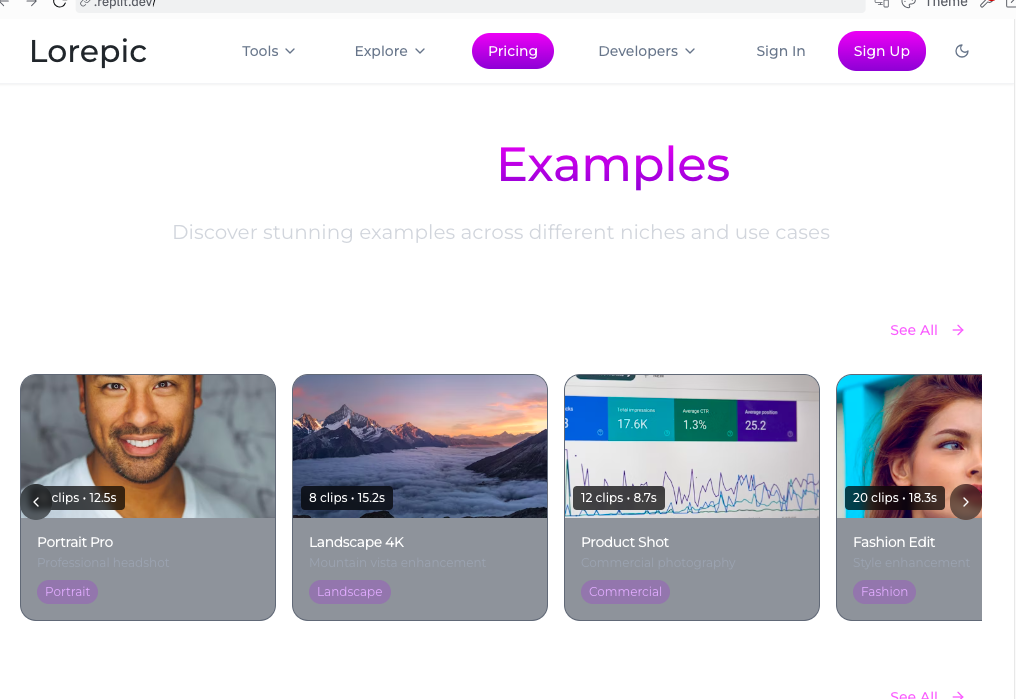 .replit.dev/
Theme
Lorepic
Tools
Explore
Pricing
Developers
Sign In
Sign Up
Examples
Discover stunning examples across different niches and use cases
See All
clips • 12.5s
Portrait Pro
Professional headshot
Portrait
8 clips • 15.2s
Landscape 4K
Mountain vista enhancement
Landscape
Total impressions
17.6K
Average CTR
1.3%
Average position
25.2
12 clips • 8.7s
Product Shot
Commercial photography
Commercial
20 clips • 18.3s
Fashion Edit
Style enhancement
Fashion
See All